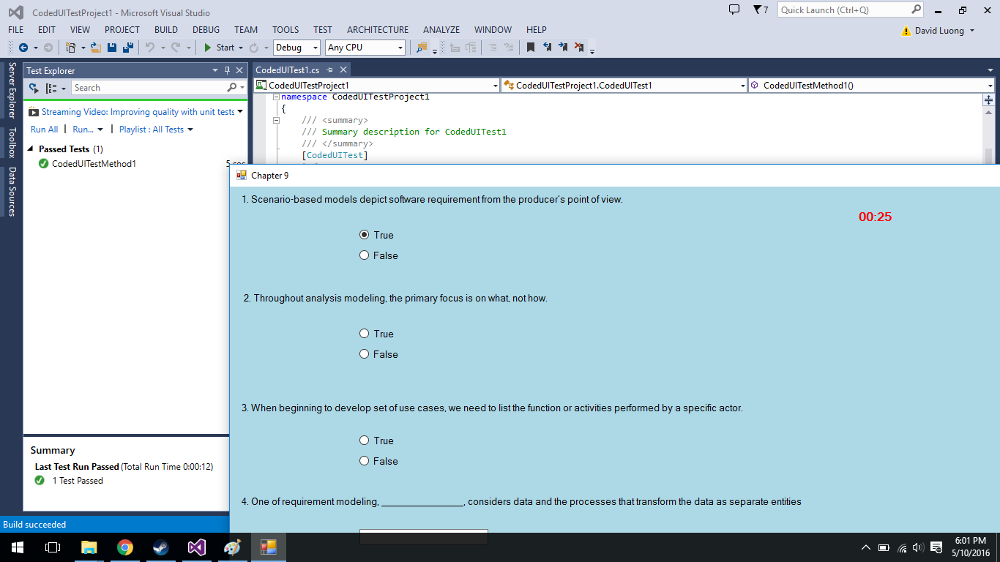 CodedUITestProject1 - Microsoft Visual Studio
7
Quick Launch (Ctrl+Q)
FILE EDIT VIEW PROJECT BUILD DEBUG TEAM TOOLS TEST ARCHITECTURE ANALYZE WINDOW HELP
David Luong
Start Debug Any CPU
Server Explorer
Toolbox
Data Sources
Test Explorer
Search
Streaming Video: Improving quality with unit tests
Run All | Run... | Playlist : All Tests
Passed Tests (1)
CodedUITestMethod1 5 sec
Summary
Last Test Run Passed (Total Run Time 0:00:12)
1 Test Passed
CodedUITest1.cs
CodedUITestProject1 CodedUITestProject1.CodedUITest1 CodedUITestMethod1()
namespace CodedUITestProject1
{
/// <summary>
/// Summary description for CodedUITest1
/// </summary>
[CodedUITest]
Chapter 9
1. Scenario-based models depict software requirement from the producer's point of view.
00:25
True
False
2. Throughout analysis modeling, the primary focus is on what, not how.
True
False
3. When beginning to develop set of use cases, we need to list the function or activities performed by a specific actor.
True
False
4. One of requirement modeling, ________________, considers data and the processes that transform the data as separate entities
Build succeeded
6:01 PM
5/10/2016